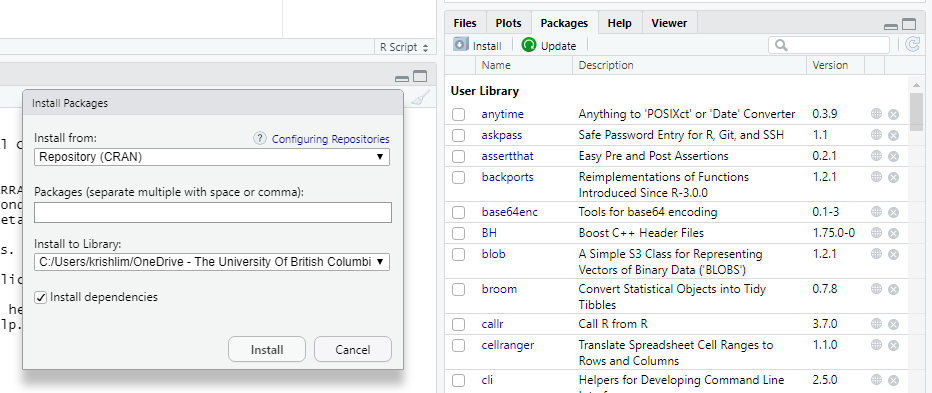 R Script
Install Packages
Install from:
? Configuring Repositories
Repository (CRAN)
Packages (separate multiple with space or comma):
Install to Library:
C:/Users/krishlim/OneDrive - The University Of British Columbi
Install dependencies
Install Cancel
RRA
ond
eta
s.
lic
he
lp.
Files Plots Packages Help Viewer
Install Update
Name Description Version
User Library
anytime Anything to 'POSIXct' or 'Date' Converter 0.3.9
askpass Safe Password Entry for R, Git, and SSH 1.1
assertthat Easy Pre and Post Assertions 0.2.1
backports Reimplementations of Functions 1.2.1
Introduced Since R-3.0.0
base64enc Tools for base64 encoding 0.1-3
BH Boost C++ Header Files 1.75.0-0
blob A Simple S3 Class for Representing 1.2.1
Vectors of Binary Data ('BLOBS')
broom Convert Statistical Objects into Tidy 0.7.8
Tibbles
callr Call R from R 3.7.0
cellranger Translate Spreadsheet Cell Ranges to 1.1.0
Rows and Columns
cli Helpers for Developing Command Line 2.5.0